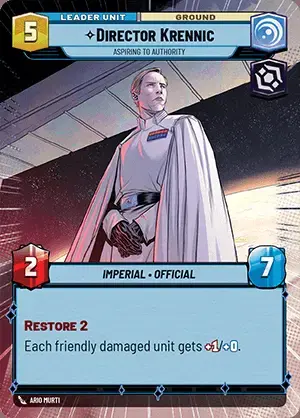 LEADER UNIT
GROUND
5
DIRECTOR KRENNIC
ASPIRING TO AUTHORITY
2
IMPERIAL • OFFICIAL
7
RESTORE 2
Each friendly damaged unit gets +1/+0.
ARIO MURTI